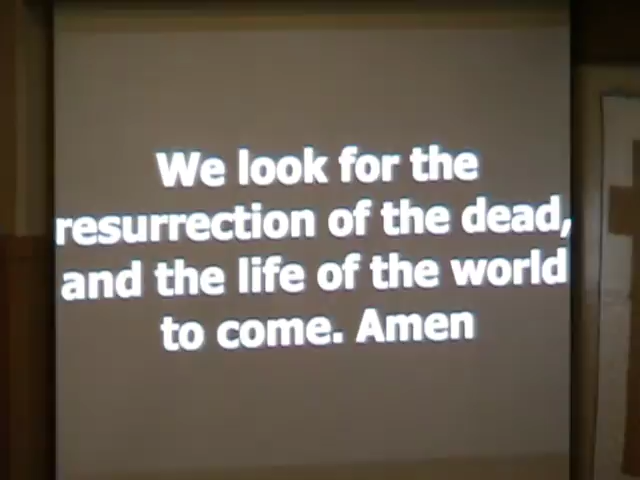 We look for the
resurrection of the dead,
and the life of the world
to come. Amen